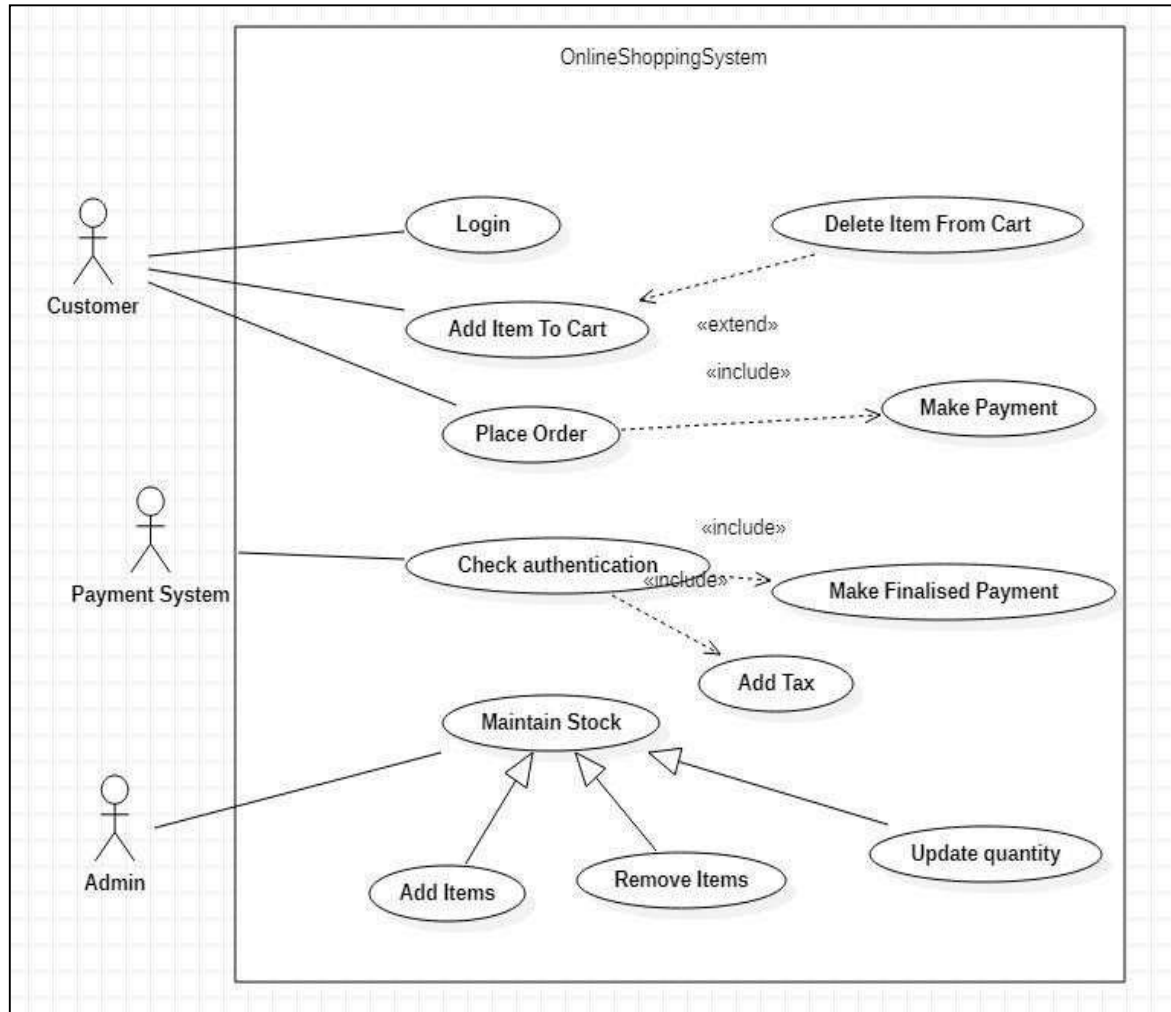 OnlineShoppingSystem
Login
Delete Item From Cart
Customer
Add Item To Cart
«extend»
«include»
Make Payment
Place Order
«include»
Check authentication
«include»
Make Finalised Payment
Payment System
Add Tax
Maintain Stock
Update quantity
Admin
Add Items
Remove Items